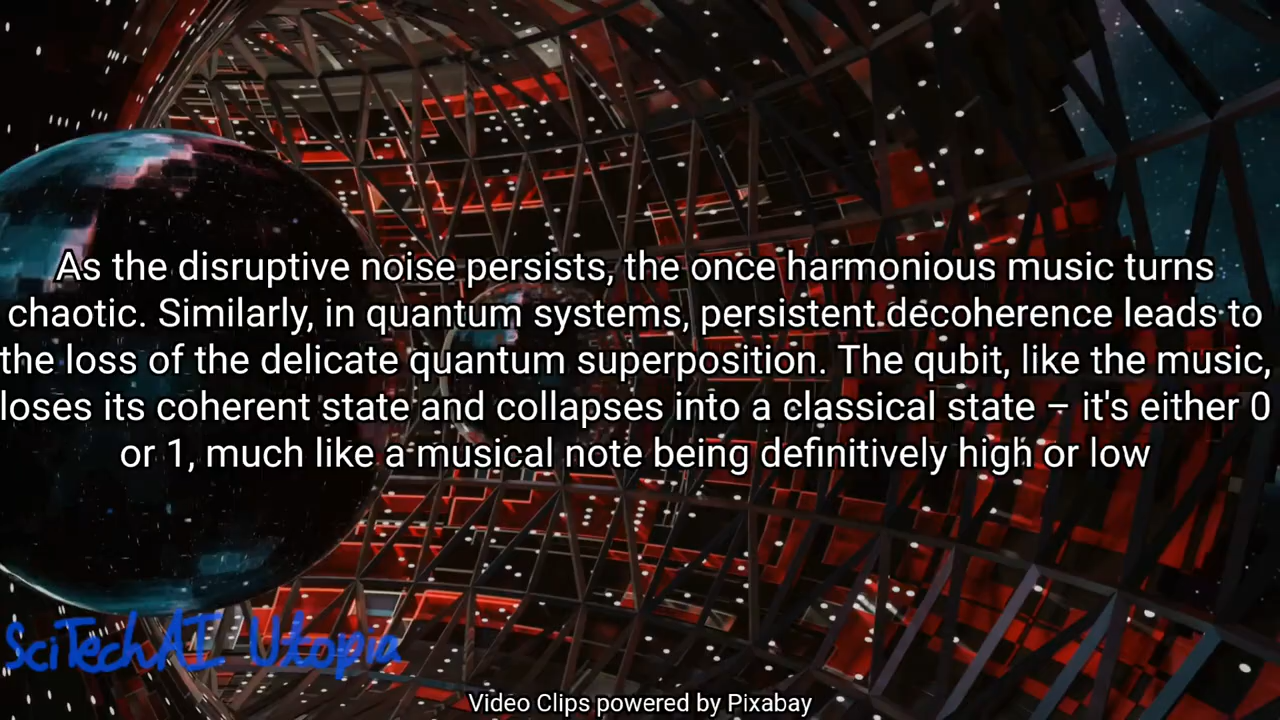 As the disruptive noise persists, the once harmonious music turns
chaotic. Similarly, in quantum systems, persistent decoherence leads to
the loss of the delicate quantum superposition. The qubit, like the music,
loses its coherent state and collapses into a classical state – it's either 0
or 1, much like a musical note being definitively high or low
SciTechAI Utopia
Video Clips powered by Pixabay